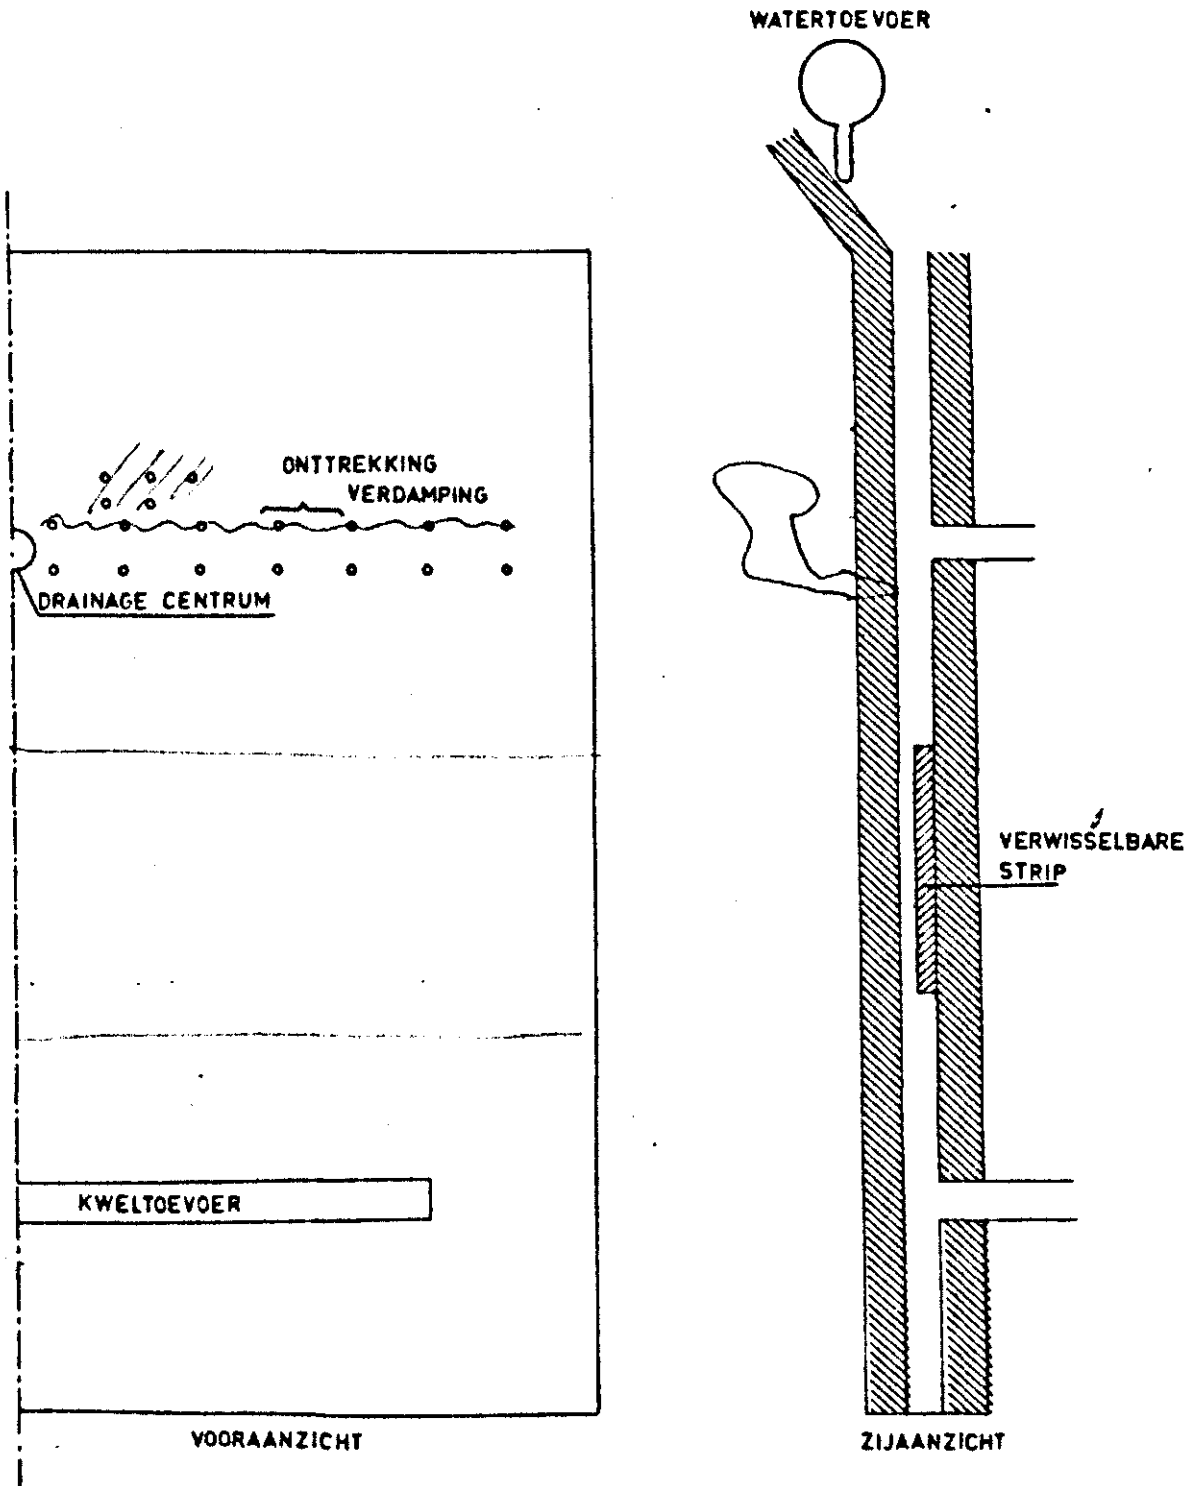 WATERTOEVOER
ONTTREKKING
VERDAMPING
DRAINAGE CENTRUM
VERWISSELBARE
STRIP
KWELTOEVOER
VOORAANZICHT
ZIJAANZICHT